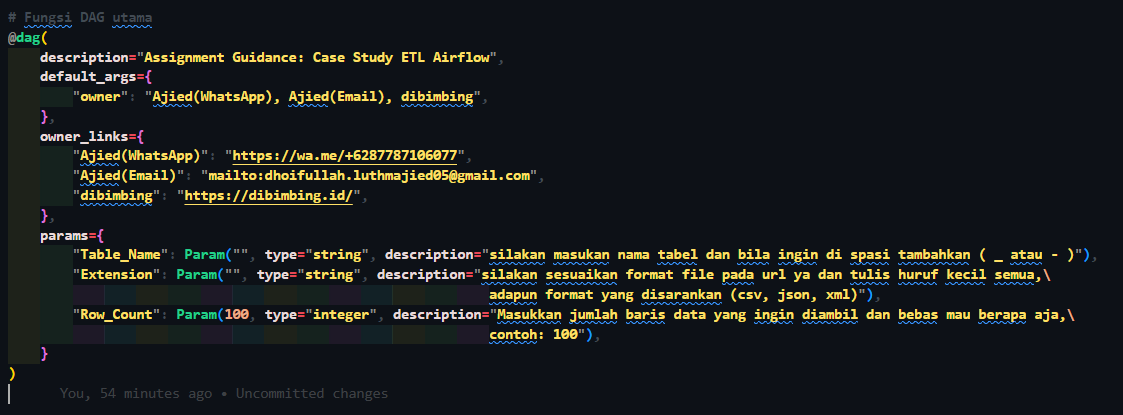 # Fungsi DAG utama
@dag(
    description="Assignment Guidance: Case Study ETL Airflow",
    default_args={
        "owner": "Ajied(WhatsApp), Ajied(Email), dibimbing",
    },
    owner_links={
        "Ajied(WhatsApp)": "https://wa.me/+6287787106077",
        "Ajied(Email)": "mailto:dhoifullah.luthmajied05@gmail.com",
        "dibimbing": "https://dibimbing.id/",
    },
    params={
        "Table_Name": Param("", type="string", description="silakan masukan nama tabel dan bila ingin di spasi tambahkan ( _ atau - )"),
        "Extension": Param("", type="string", description="silakan sesuaikan format file pada url ya dan tulis huruf kecil semua,\
                                                           adapun format yang disarankan (csv, json, xml)"),
        "Row_Count": Param(100, type="integer", description="Masukkan jumlah baris data yang ingin diambil dan bebas mau berapa aja,\
                                                           contoh: 100"),
    }
)
You, 54 minutes ago • Uncommitted changes